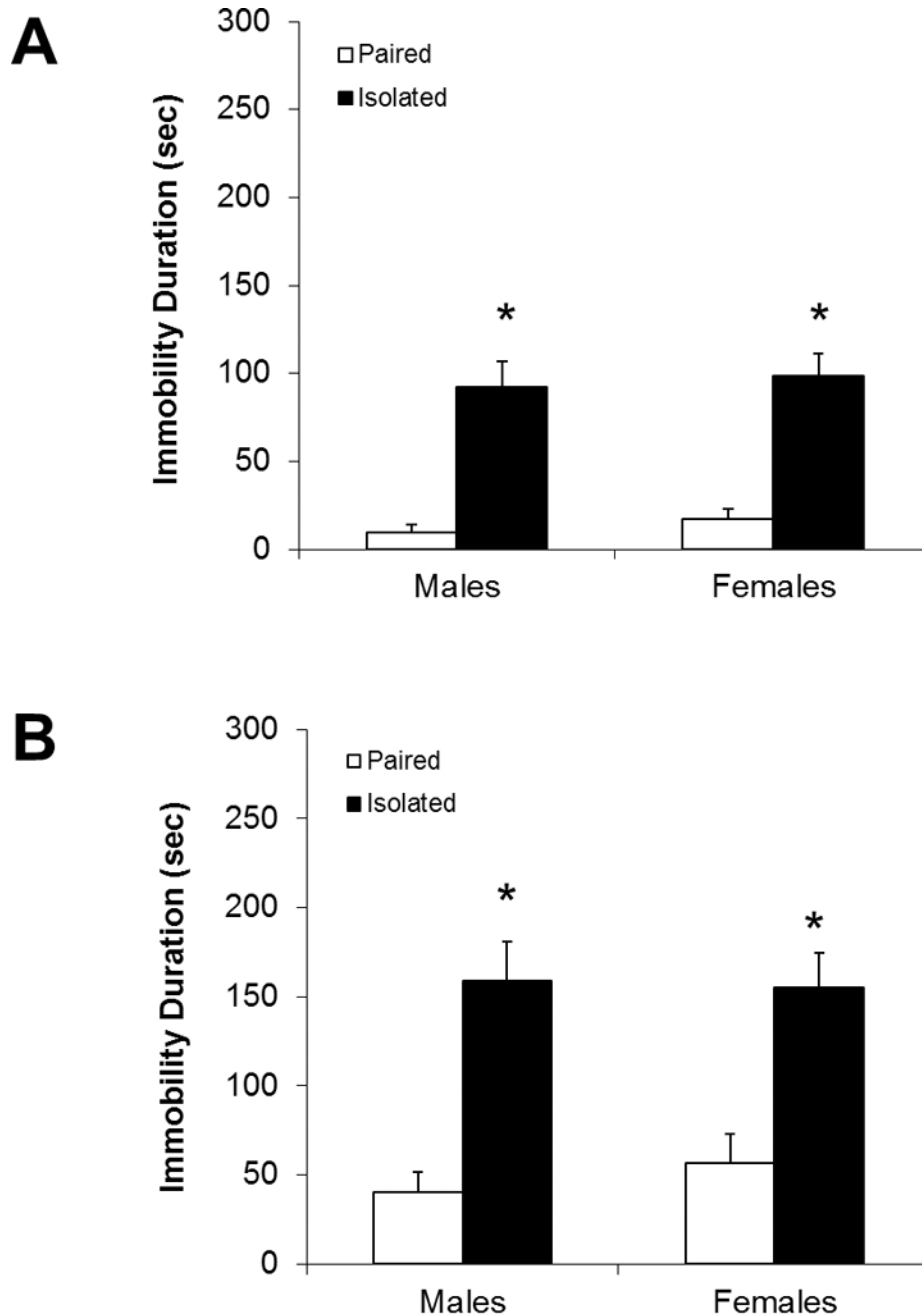 A
Immobility Duration (sec)
300
250
200
150
100
50
0
Paired
Isolated
*
*
Males
Females
B
Immobility Duration (sec)
300
250
200
150
100
50
0
Paired
Isolated
*
*
Males
Females